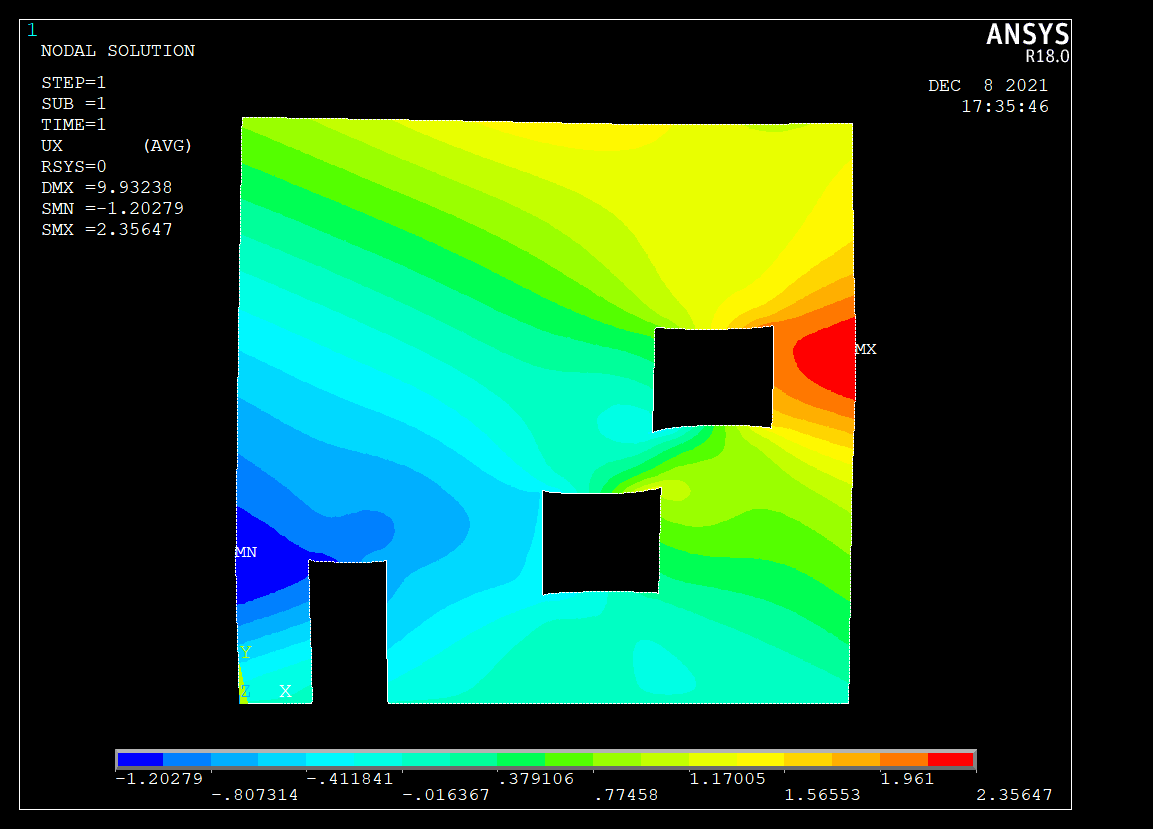 1
ANSYS
R18.0
NODAL SOLUTION
STEP=1
SUB =1
TIME=1
UX (AVG)
RSYS=0
DMX =9.93238
SMN =-1.20279
SMX =2.35647
DEC 8 2021
17:35:46
MX
MN
Y
Z X
-1.20279 -.411841 .379106 1.17005 1.961
-.807314 -.016367 .77458 1.56553 2.35647